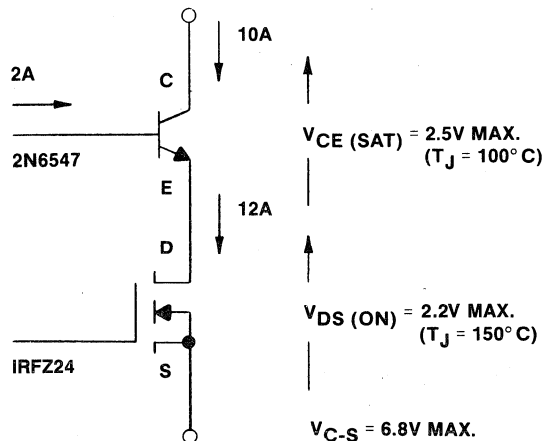 10A
C
2A
2N6547
V_CE (SAT) = 2.5V MAX.
(T_J = 100°C)
E
12A
D
V_DS (ON) = 2.2V MAX.
(T_J = 150°C)
IRFZ24
S
V_C-S = 6.8V MAX.